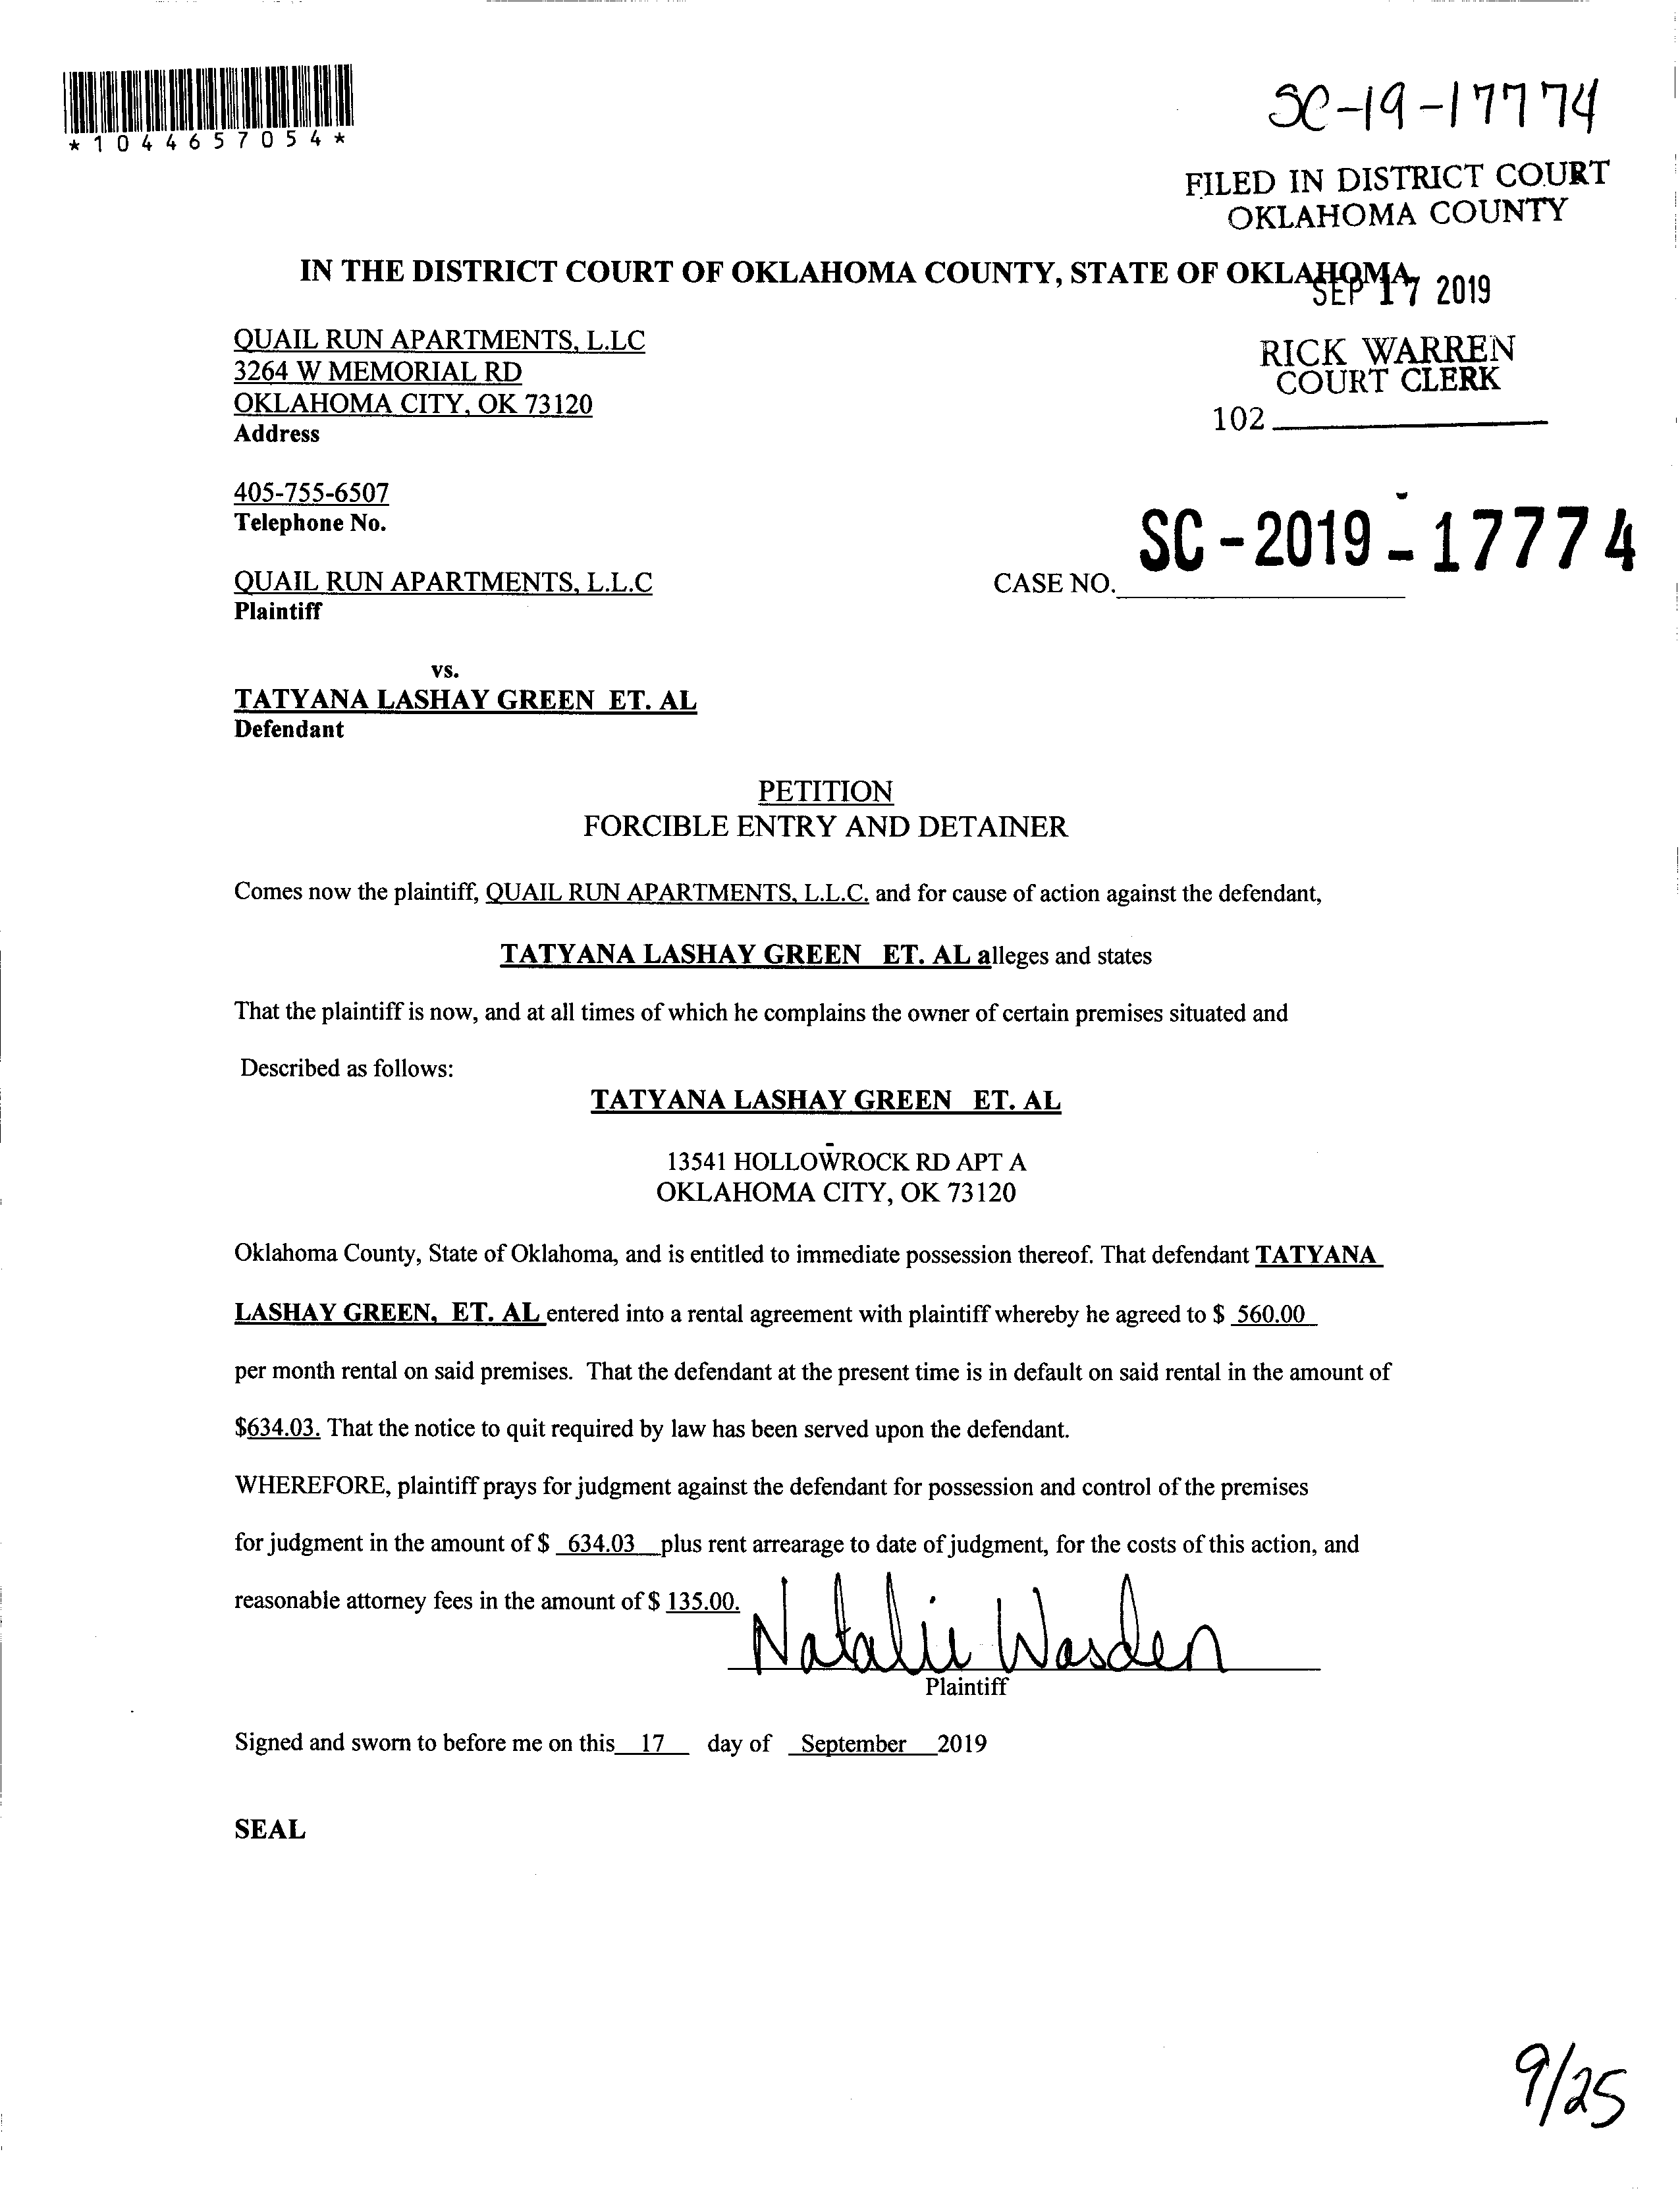 *1044657054*
SC-19-17774
FILED IN DISTRICT COURT
OKLAHOMA COUNTY
IN THE DISTRICT COURT OF OKLAHOMA COUNTY, STATE OF OKLAHOMA
SEP 17 2019
QUAIL RUN APARTMENTS, L.LC
3264 W MEMORIAL RD
OKLAHOMA CITY, OK 73120
Address
RICK WARREN
COURT CLERK
102
405-755-6507
Telephone No.
SC - 2019 - 17774
QUAIL RUN APARTMENTS, L.L.C
CASE NO.
Plaintiff
vs.
TATYANA LASHAY GREEN ET. AL
Defendant
PETITION
FORCIBLE ENTRY AND DETAINER
Comes now the plaintiff, QUAIL RUN APARTMENTS, L.L.C. and for cause of action against the defendant,
TATYANA LASHAY GREEN ET. AL alleges and states
That the plaintiff is now, and at all times of which he complains the owner of certain premises situated and
Described as follows:
TATYANA LASHAY GREEN ET. AL
13541 HOLLOWROCK RD APT A
OKLAHOMA CITY, OK 73120
Oklahoma County, State of Oklahoma, and is entitled to immediate possession thereof. That defendant TATYANA
LASHAY GREEN, ET. AL entered into a rental agreement with plaintiff whereby he agreed to $ 560.00
per month rental on said premises. That the defendant at the present time is in default on said rental in the amount of
$634.03. That the notice to quit required by law has been served upon the defendant.
WHEREFORE, plaintiff prays for judgment against the defendant for possession and control of the premises
for judgment in the amount of $ 634.03 plus rent arrearage to date of judgment, for the costs of this action, and
reasonable attorney fees in the amount of $ 135.00.
Natalie Warden
Plaintiff
Signed and sworn to before me on this 17 day of September 2019
SEAL
9/25